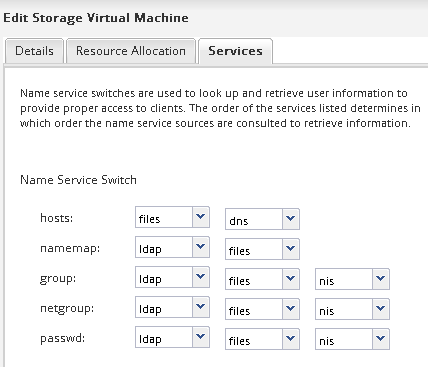 Edit Storage Virtual Machine
Details Resource Allocation Services
Name service switches are used to look up and retrieve user information to
provide proper access to clients. The order of the services listed determines in
which order the name service sources are consulted to retrieve information.
Name Service Switch
hosts: files dns
namemap: ldap files
group: ldap files nis
netgroup: ldap files nis
passwd: ldap files nis